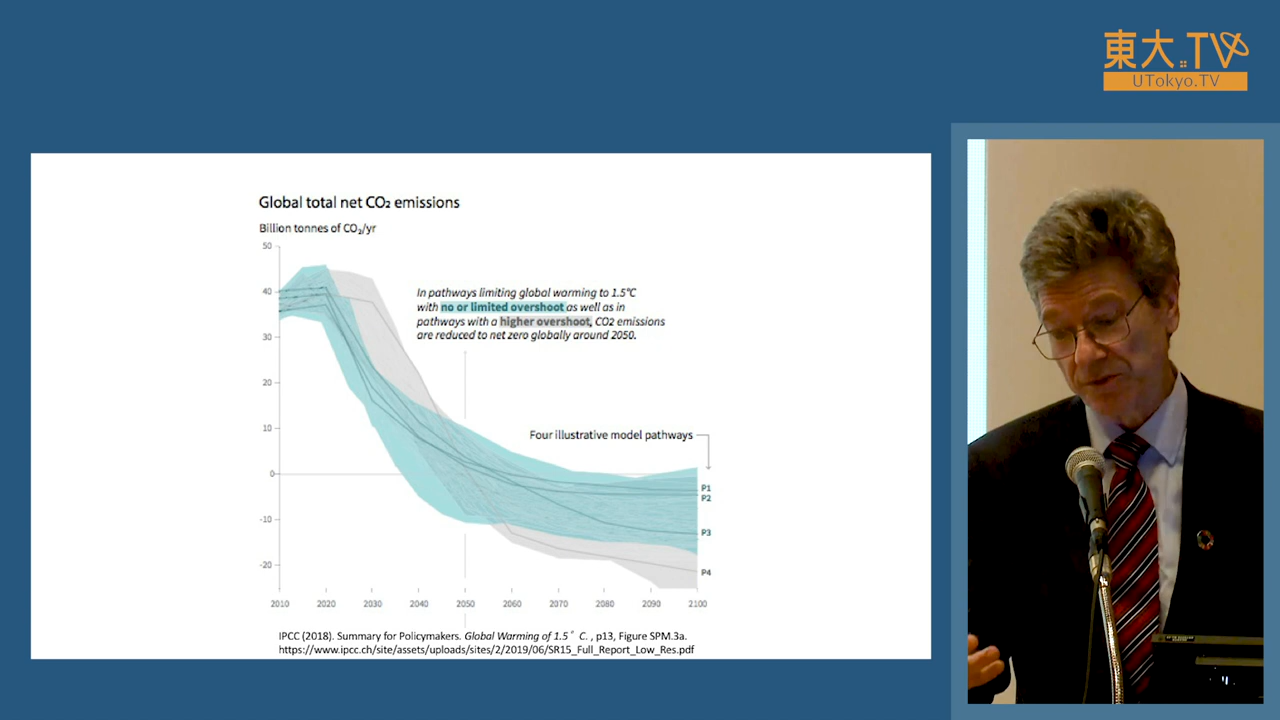 東大.TV
UTokyo.TV
Global total net CO₂ emissions
Billion tonnes of CO₂/yr
50
40
30
20
10
0
-10
-20
In pathways limiting global warming to 1.5°C
with no or limited overshoot as well as in
pathways with a higher overshoot, CO2 emissions
are reduced to net zero globally around 2050.
Four illustrative model pathways
P1
P2
P3
P4
2010 2020 2030 2040 2050 2060 2070 2080 2090 2100
IPCC (2018). Summary for Policymakers. Global Warming of 1.5°C. , p13, Figure SPM.3a.
https://www.ipcc.ch/site/assets/uploads/sites/2/2019/06/SR15_Full_Report_Low_Res.pdf